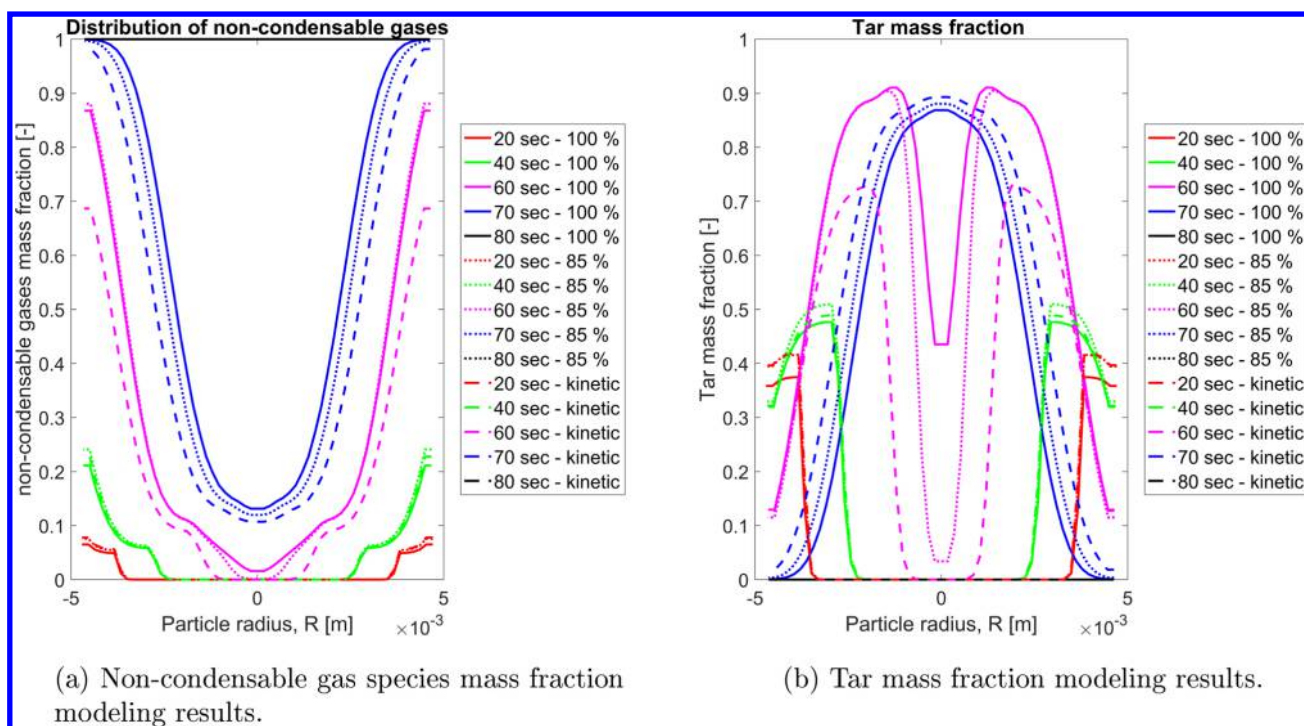 Distribution of non-condensable gases
non-condensable gases mass fraction [-]
1
0.9
0.8
0.7
0.6
0.5
0.4
0.3
0.2
0.1
0
-5
0
5
Particle radius, R [m]
×10⁻³
20 sec - 100 %
40 sec - 100 %
60 sec - 100 %
70 sec - 100 %
80 sec - 100 %
20 sec - 85 %
40 sec - 85 %
60 sec - 85 %
70 sec - 85 %
80 sec - 85 %
20 sec - kinetic
40 sec - kinetic
60 sec - kinetic
70 sec - kinetic
80 sec - kinetic
(a) Non-condensable gas species mass fraction
modeling results.
Tar mass fraction
Tar mass fraction [-]
1
0.9
0.8
0.7
0.6
0.5
0.4
0.3
0.2
0.1
0
-5
0
5
Particle radius, R [m]
×10⁻³
20 sec - 100 %
40 sec - 100 %
60 sec - 100 %
70 sec - 100 %
80 sec - 100 %
20 sec - 85 %
40 sec - 85 %
60 sec - 85 %
70 sec - 85 %
80 sec - 85 %
20 sec - kinetic
40 sec - kinetic
60 sec - kinetic
70 sec - kinetic
80 sec - kinetic
(b) Tar mass fraction modeling results.